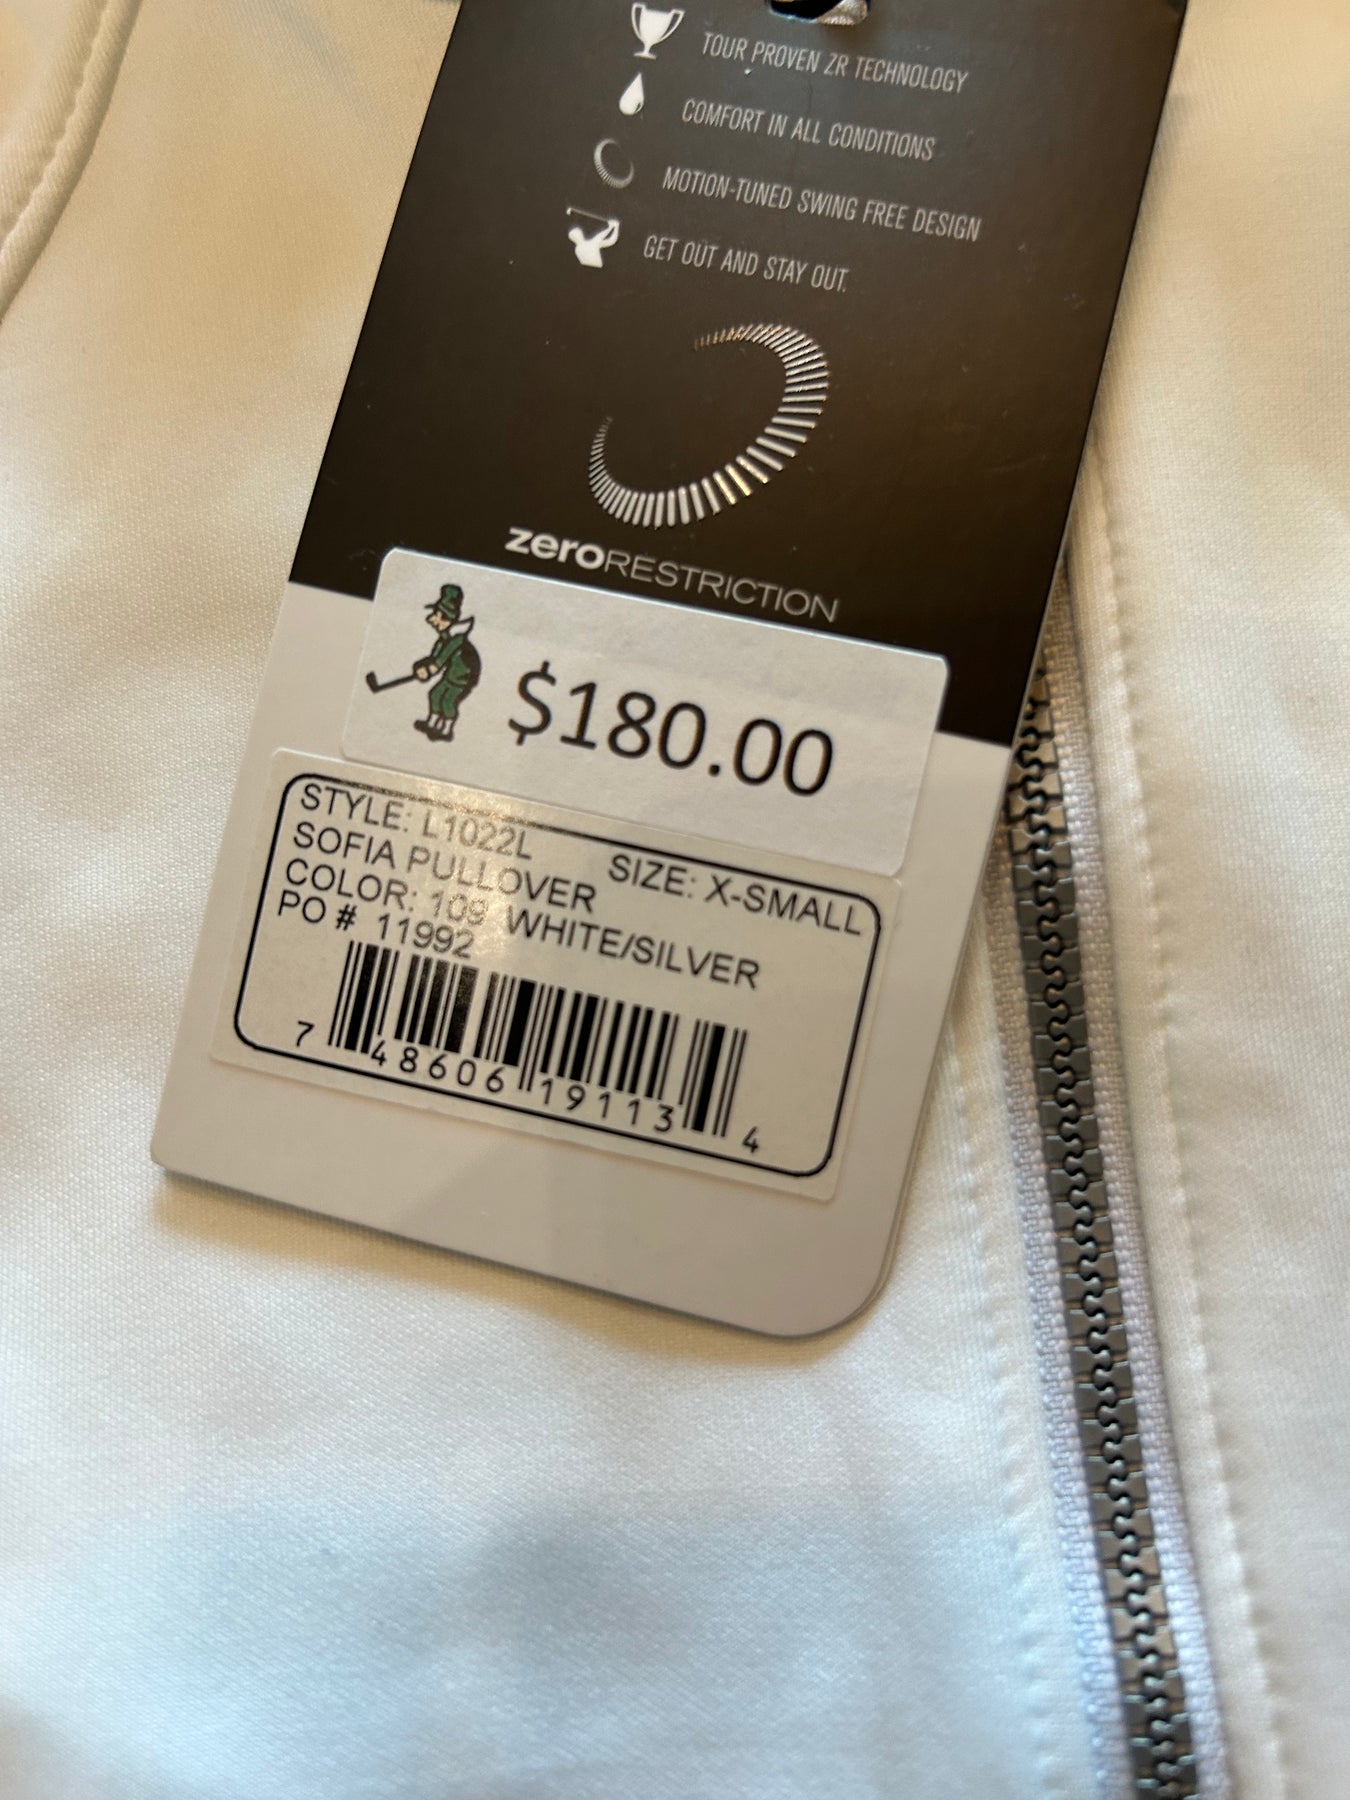 TOUR PROVEN ZR TECHNOLOGY
COMFORT IN ALL CONDITIONS
MOTION-TUNED SWING FREE DESIGN
GET OUT AND STAY OUT.
zeroRESTRICTION
$180.00
STYLE: L1022L
SOFIA PULLOVER SIZE: X-SMALL
COLOR: 109 WHITE/SILVER
PO # 11992
7 48606 19113 4